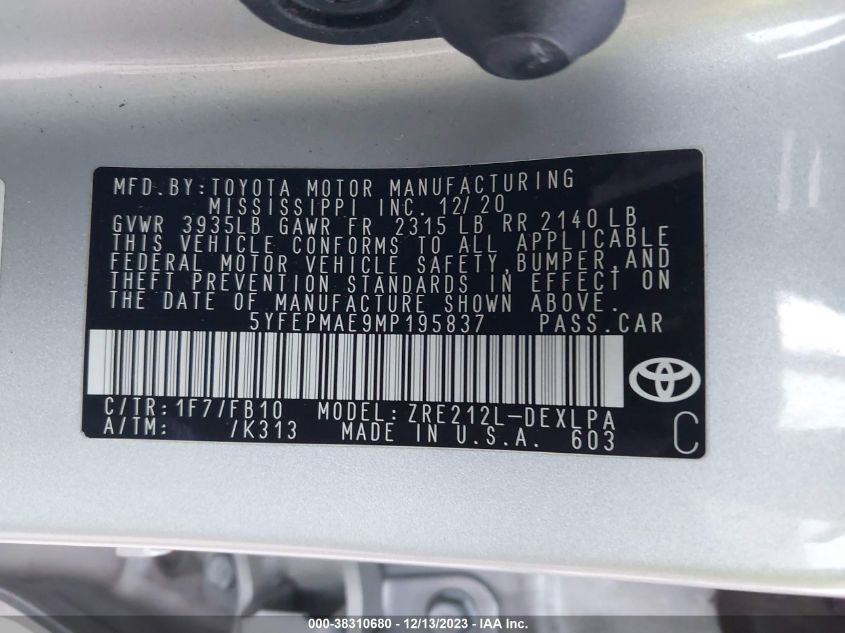 MFD.BY:TOYOTA MOTOR MANUFACTURING
MISSISSIPPI INC. 12/20
GVWR 3935LB GAWR FR 2315 LB RR 2140 LB
THIS VEHICLE CONFORMS TO ALL APPLICABLE
FEDERAL MOTOR VEHICLE SAFETY,BUMPER,AND
THEFT PREVENTION STANDARDS IN EFFECT ON
THE DATE OF MANUFACTURE SHOWN ABOVE.
5YFEPMAE9MP195837 PASS.CAR
C/TR:1F7/FB10 MODEL:ZRE212L-DEXLPA
A/TM: /K313 MADE IN U.S.A. 603 C
000-38310680 - 12/13/2023 - IAA Inc.